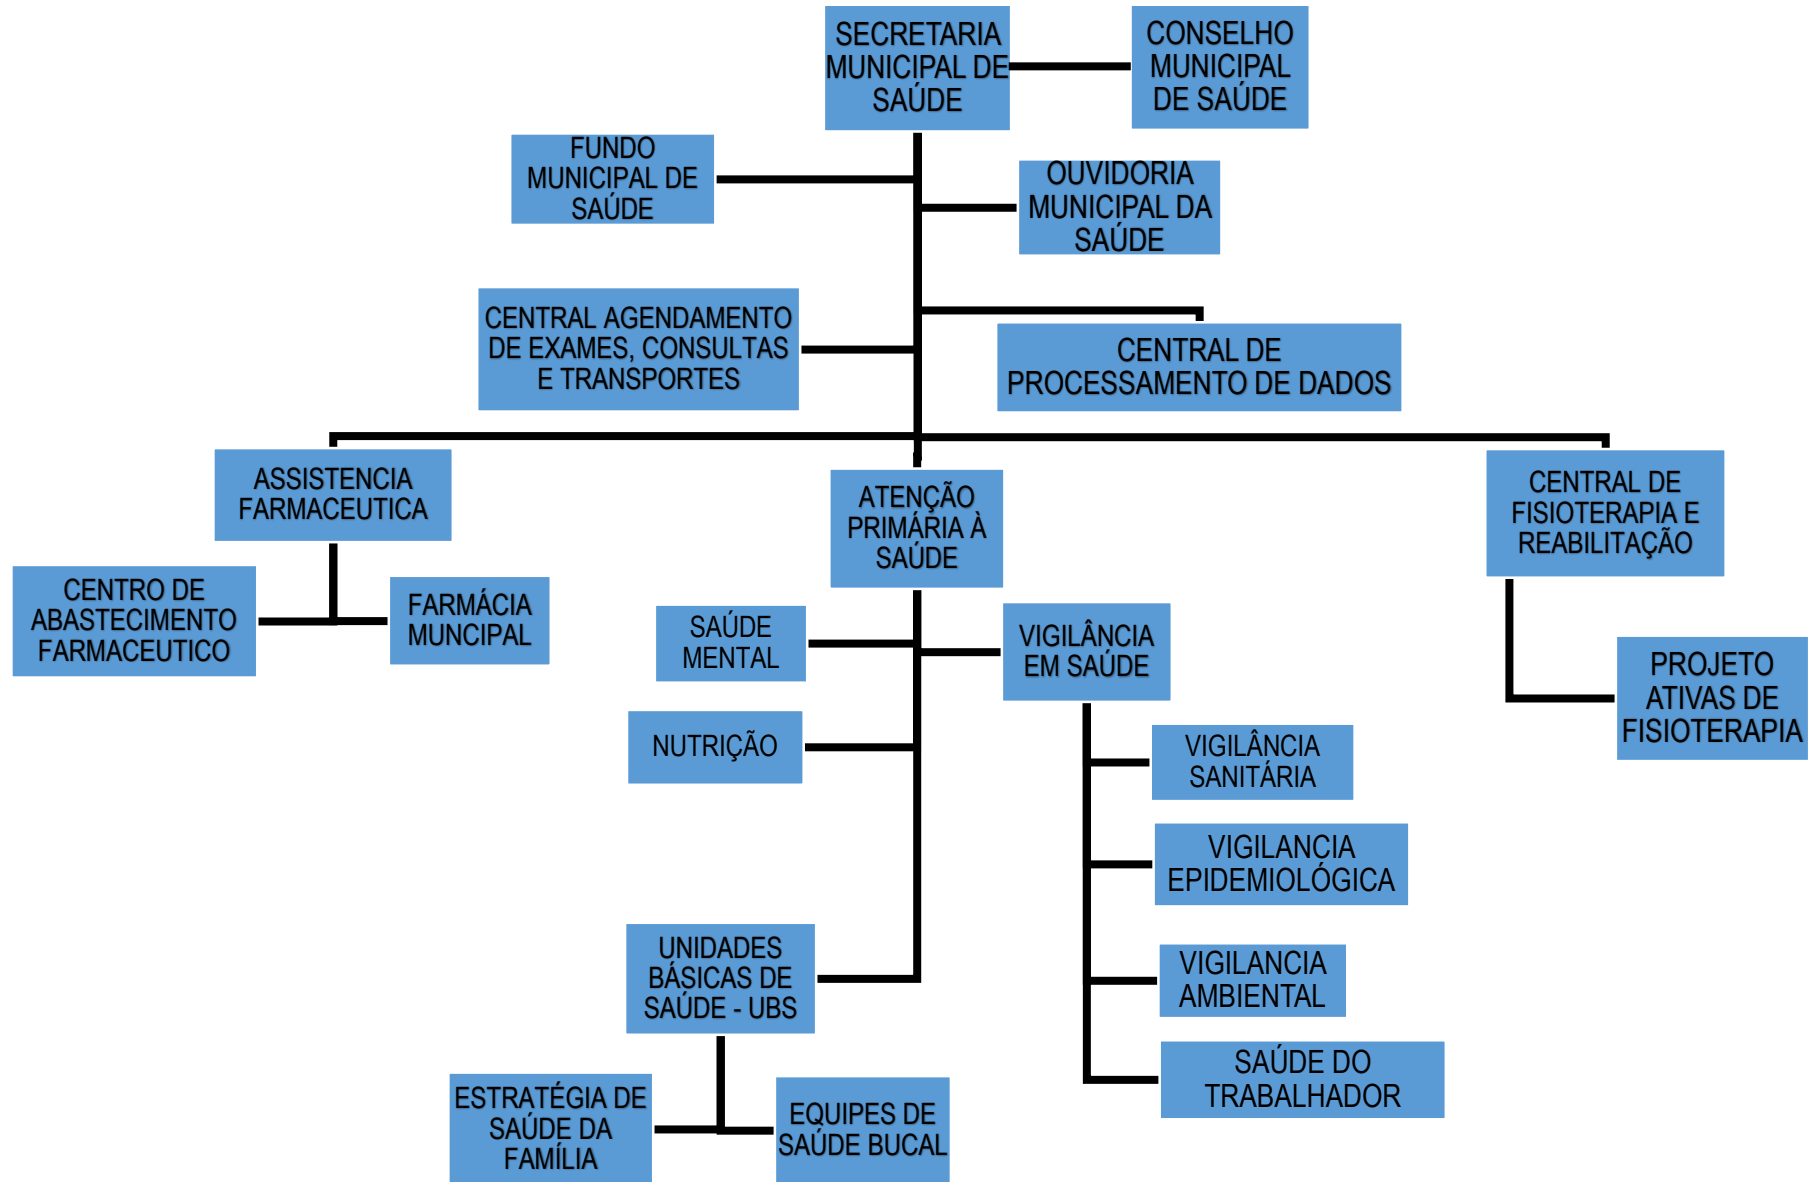 SECRETARIA
MUNICIPAL DE
SAÚDE
CONSELHO
MUNICIPAL
DE SAÚDE
FUNDO
MUNICIPAL DE
SAÚDE
OUVIDORIA
MUNICIPAL DA
SAÚDE
CENTRAL AGENDAMENTO
DE EXAMES, CONSULTAS
E TRANSPORTES
CENTRAL DE
PROCESSAMENTO DE DADOS
ASSISTENCIA
FARMACEUTICA
ATENÇÃO
PRIMÁRIA À
SAÚDE
CENTRAL DE
FISIOTERAPIA E
REABILITAÇÃO
CENTRO DE
ABASTECIMENTO
FARMACEUTICO
FARMÁCIA
MUNCIPAL
SAÚDE
MENTAL
VIGILÂNCIA
EM SAÚDE
PROJETO
ATIVAS DE
FISIOTERAPIA
NUTRIÇÃO
VIGILÂNCIA
SANITÁRIA
VIGILANCIA
EPIDEMIOLÓGICA
UNIDADES
BÁSICAS DE
SAÚDE - UBS
VIGILANCIA
AMBIENTAL
SAÚDE DO
TRABALHADOR
ESTRATÉGIA DE
SAÚDE DA
FAMÍLIA
EQUIPES DE
SAÚDE BUCAL